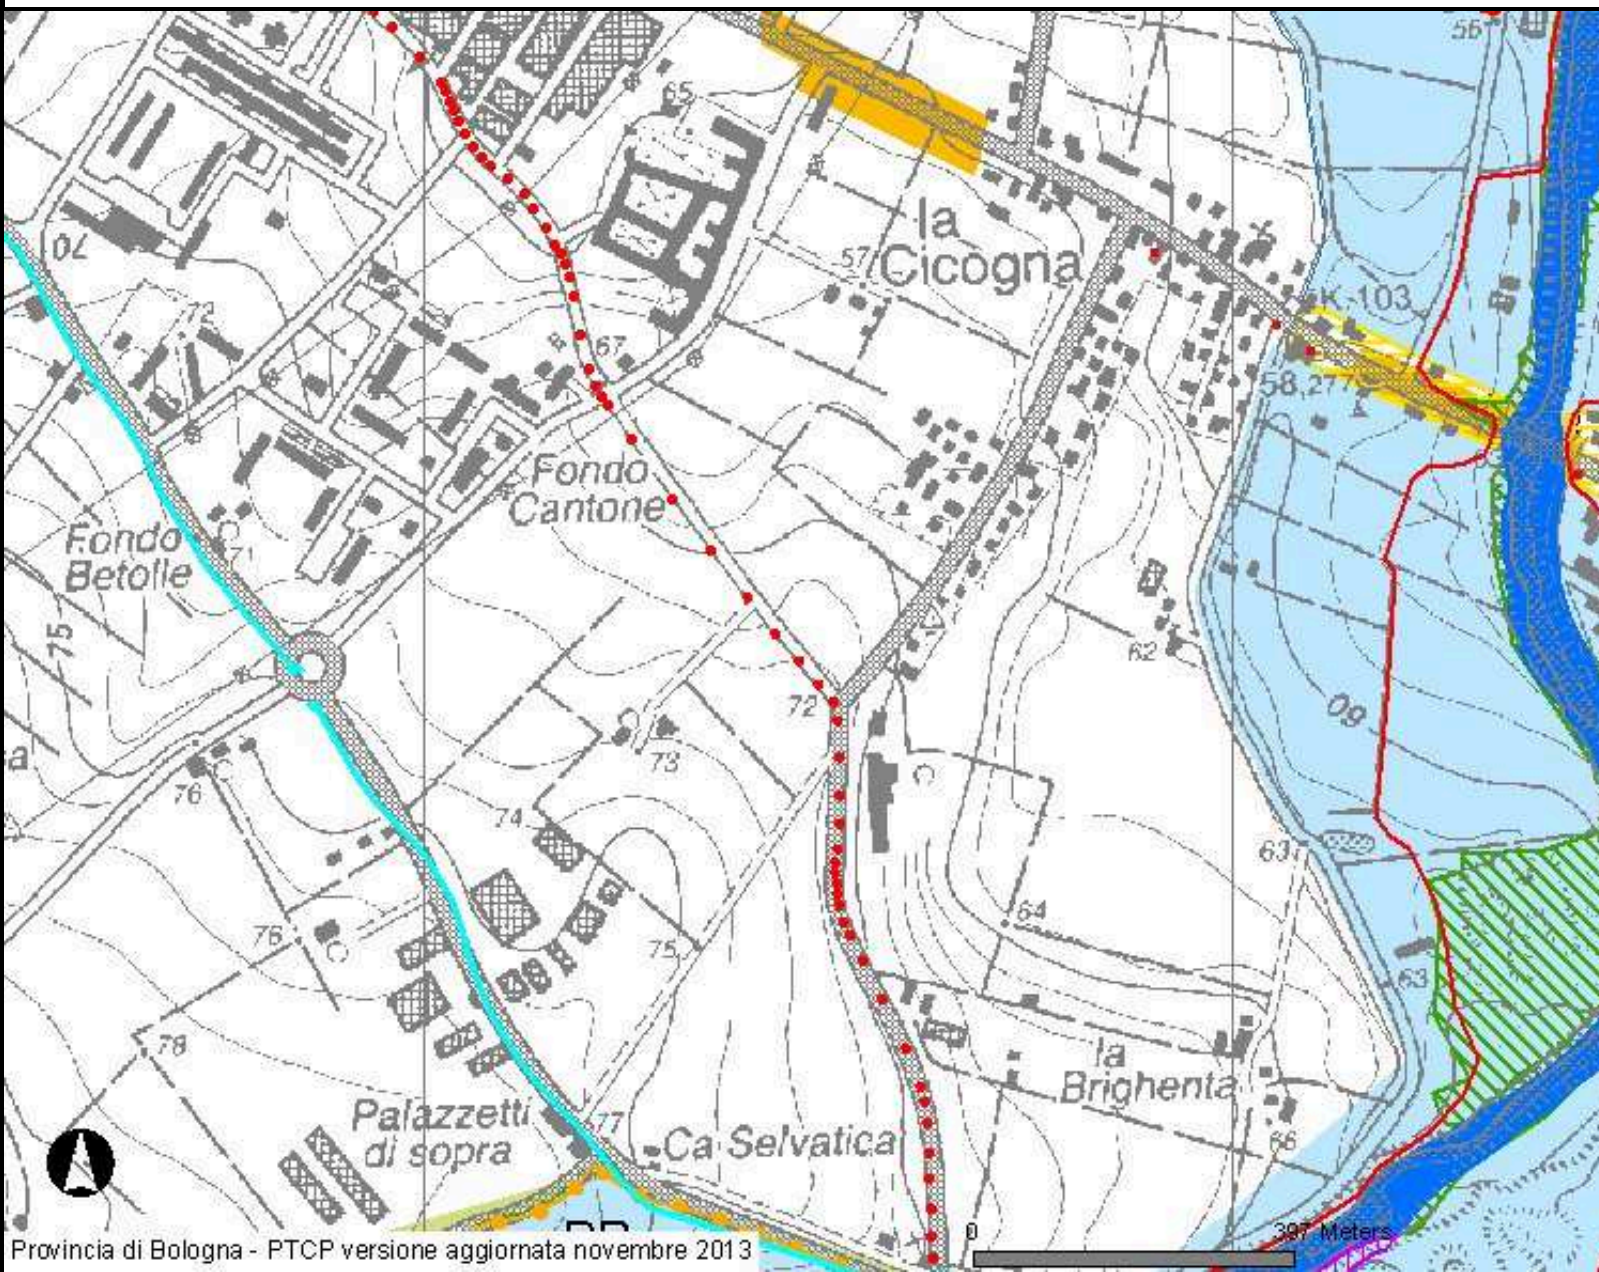 56
65
la
Cicogna
57
70
72
K-103
67
58,277
Fondo
Cantone
Fondo
Betolle
71
75
62
72
60
73
76
74
63
64
76
75
63
78
la
Brighenta
Palazzetti
di sopra
77
Ca Selvatica
66
0
397 Meters
Provincia di Bologna - PTCP versione aggiornata novembre 2013